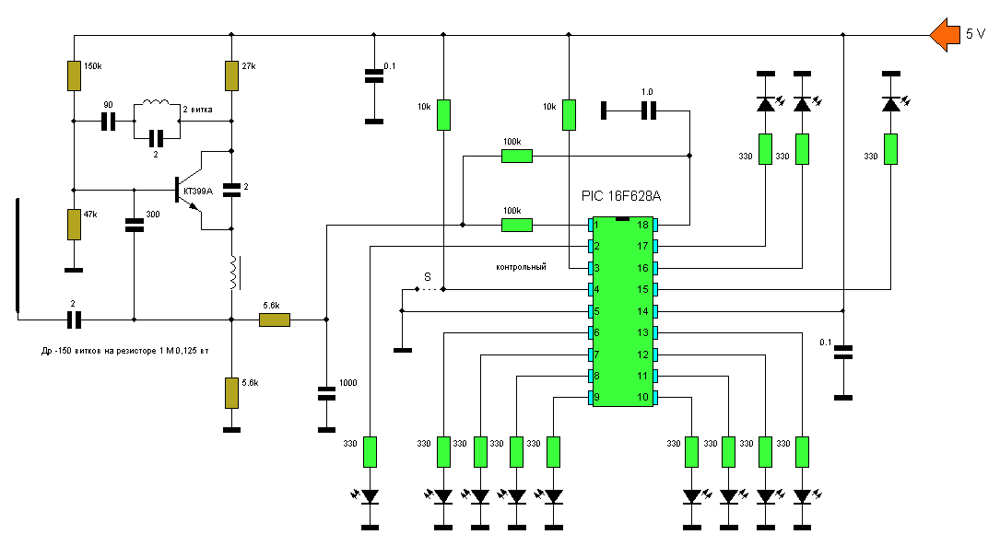 5 V
150k
27k
0.1
90
2 витка
2
10k
10k
1.0
100k
330
330
330
КТ399А
2
PIC 16F628A
47k
300
100k
1
18
2
17
контрольный
3
16
S
4
15
2
5.6k
5
14
6
13
0.1
Др -150 витков на резисторе 1 М 0,125 вт
7
12
5.6k
1000
8
11
9
10
330
330
330
330
330
330
330
330
330